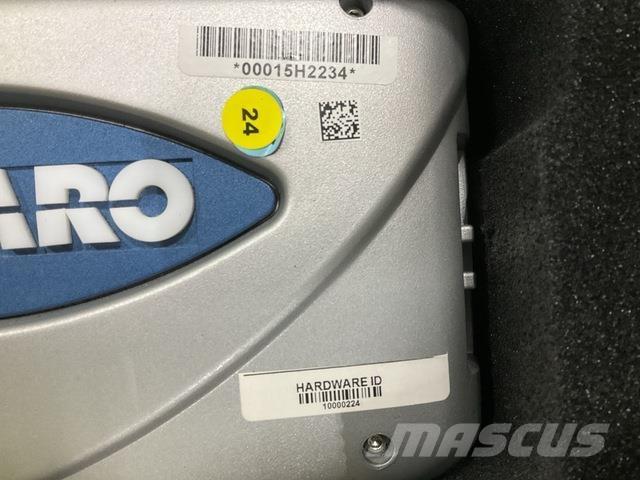 *00015H2234*
24
ARO
HARDWARE ID
10000224
MASCUS